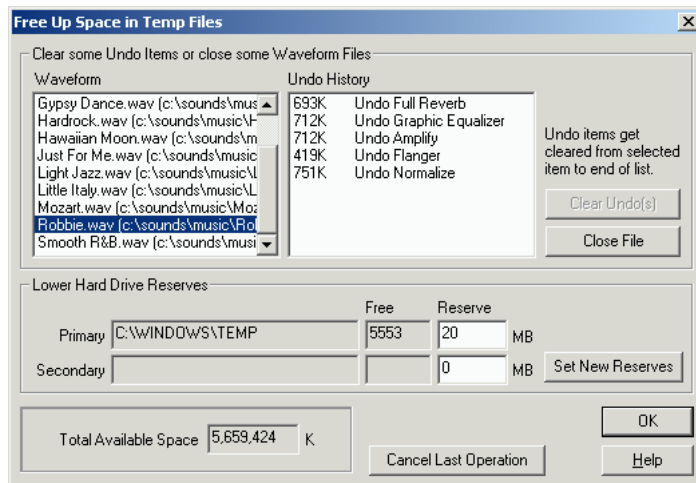 Free Up Space in Temp Files
Clear some Undo Items or close some Waveform Files
Waveform
Undo History
Gypsy Dance.wav (c:\sounds\mus
Hardrock.wav (c:\sounds\music\H
Hawaiian Moon.wav (c:\sounds\m
Just For Me.wav (c:\sounds\music
Light Jazz.wav (c:\sounds\music\L
Little Italy.wav (c:\sounds\music\L
Mozart.wav (c:\sounds\music\Moz
Robbie.wav (c:\sounds\music\Rol
Smooth R&B.wav (c:\sounds\musi
693K Undo Full Reverb
712K Undo Graphic Equalizer
712K Undo Amplify
419K Undo Flanger
751K Undo Normalize
Undo items get
cleared from selected
item to end of list.
Clear Undo(s)
Close File
Lower Hard Drive Reserves
Free Reserve
Primary C:\WINDOWS\TEMP 5553 20 MB
Secondary 0 MB
Set New Reserves
Total Available Space 5,659,424 K
Cancel Last Operation
OK
Help